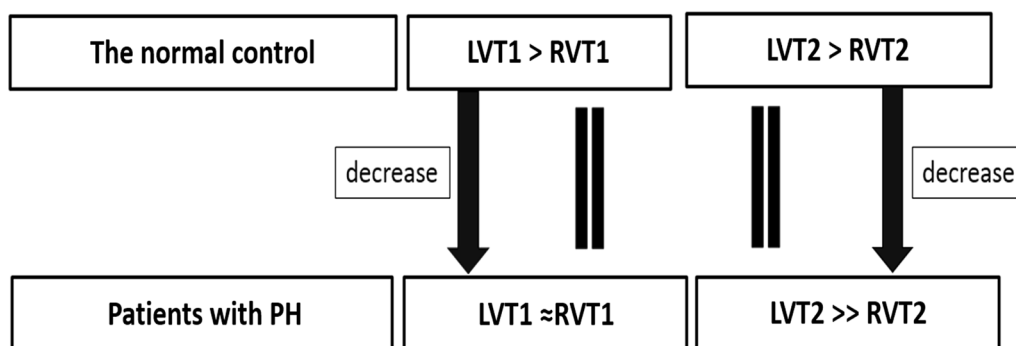 The normal control
LVT1 > RVT1
LVT2 > RVT2
decrease
decrease
Patients with PH
LVT1 ≈RVT1
LVT2 >> RVT2